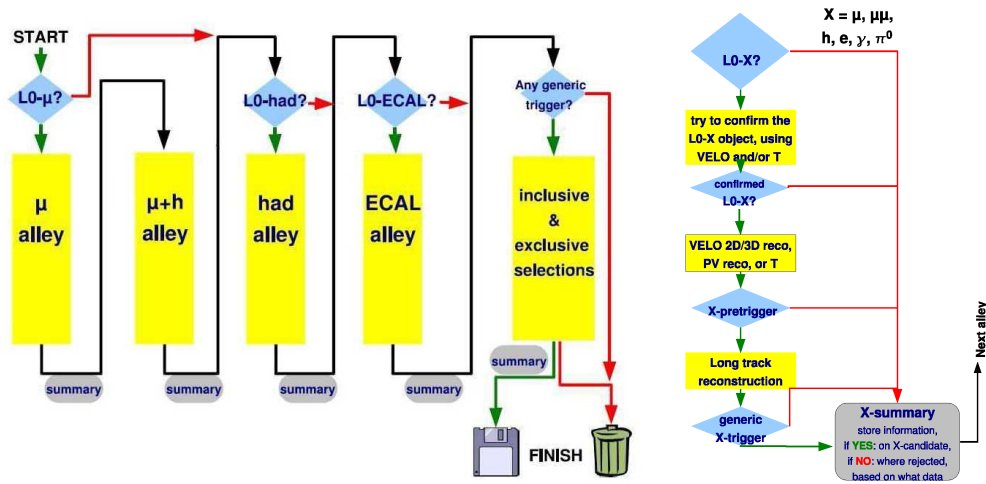 START
L0-μ?
L0-had?
L0-ECAL?
Any generic
trigger?
μ
alley
μ+h
alley
had
alley
ECAL
alley
inclusive
&
exclusive
selections
summary
summary
summary
summary
summary
FINISH
X = μ, μμ,
h, e, γ, π⁰
L0-X?
try to confirm the
L0-X object, using
VELO and/or T
confirmed
L0-X?
VELO 2D/3D reco,
PV reco, or T
X-pretrigger
Long track
reconstruction
generic
X-trigger
X-summary
store information,
if YES: on X-candidate,
if NO: where rejected,
based on what data
Next alley